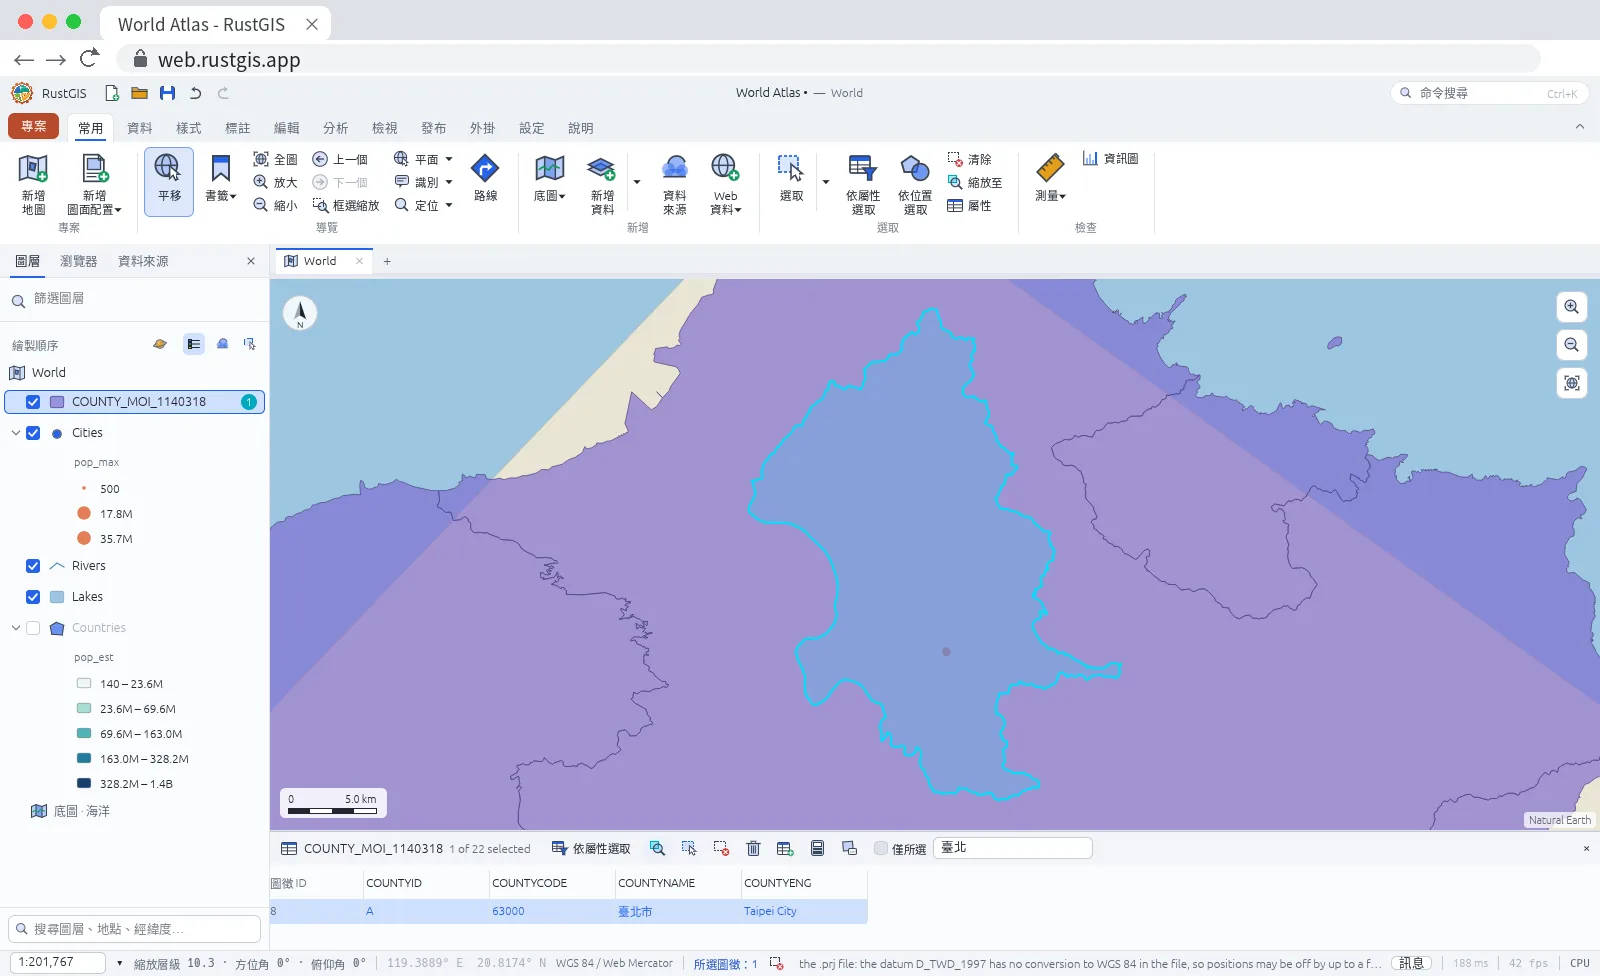 World Atlas - RustGIS
web.rustgis.app
RustGIS
World Atlas • — World
命令搜尋 Ctrl+K
專案 常用 資料 樣式 標註 編輯 分析 檢視 發布 外掛 設定 說明
新增
地圖
新增
圖面配置
專案
平移
書籤
全圖
放大
縮小
上一個
下一個
框選縮放
平面
識別
定位
路線
導覽
底圖
新增
資料
資料
來源
Web
資料
新增
選取
依屬性
選取
依位置
選取
清除
縮放至
屬性
選取
測量
資訊圖
檢查
圖層 瀏覽器 資料來源
World
篩選圖層
繪製順序
World
COUNTY_MOI_1140318 1
Cities
pop_max
500
17.8M
35.7M
Rivers
Lakes
Countries
pop_est
140 – 23.6M
23.6M – 69.6M
69.6M – 163.0M
163.0M – 328.2M
328.2M – 1.4B
底圖 · 海洋
搜尋圖層、地點、經緯度…
N
0 5.0 km
Natural Earth
COUNTY_MOI_1140318 1 of 22 selected 依屬性選取 僅所選 臺北
圖徵 ID COUNTYID COUNTYCODE COUNTYNAME COUNTYENG
8 A 63000 臺北市 Taipei City
1:201,767 縮放層級 10.3 · 方位角 0° · 俯仰角 0° 119.3889° E 20.8174° N WGS 84 / Web Mercator 所選圖徵：1 the .prj file: the datum D_TWD_1997 has no conversion to WGS 84 in the file, so positions may be off by up to a f… 訊息 188 ms 42 fps CPU